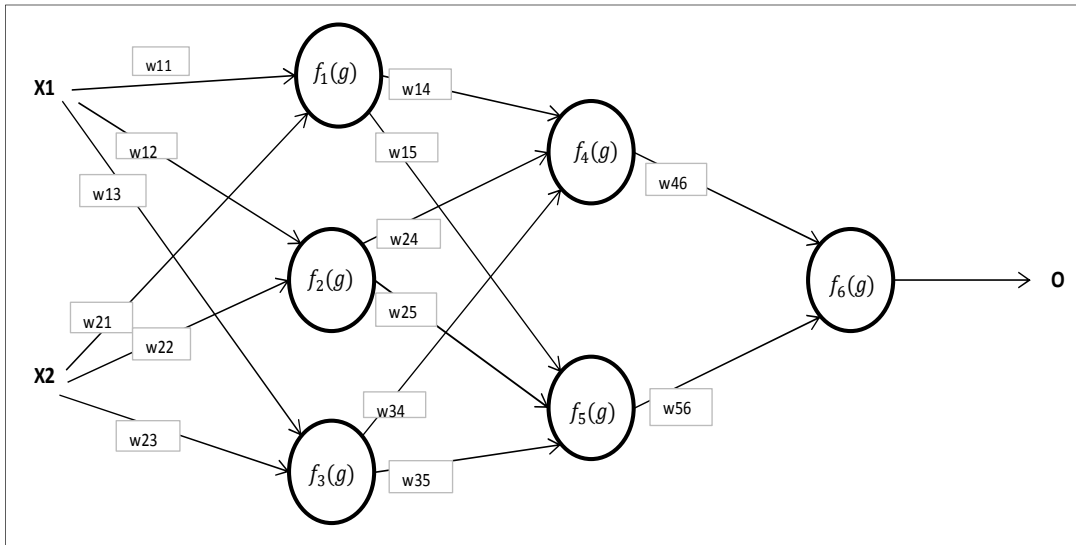 X1
X2
w11
w12
w13
w21
w22
w23
f₁(g)
f₂(g)
f₃(g)
w14
w15
w24
w25
w34
w35
f₄(g)
f₅(g)
w46
w56
f₆(g)
O